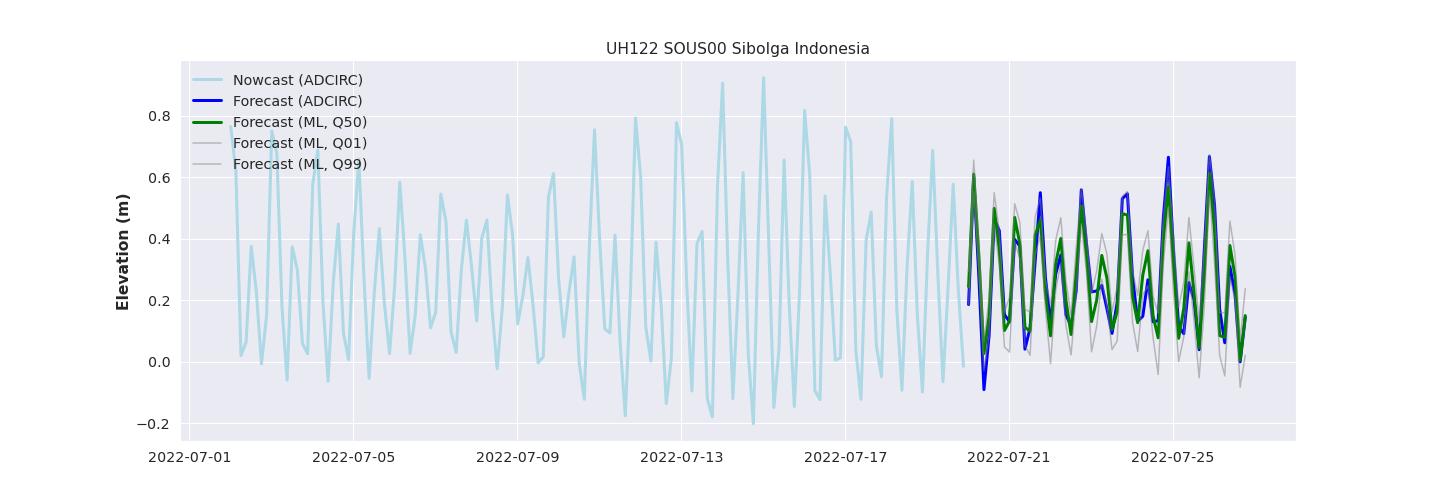 UH122 SOUS00 Sibolga Indonesia
Nowcast (ADCIRC)
Forecast (ADCIRC)
Forecast (ML, Q50)
Forecast (ML, Q01)
Forecast (ML, Q99)
Elevation (m)
0.8
0.6
0.4
0.2
0.0
−0.2
2022-07-01 2022-07-05 2022-07-09 2022-07-13 2022-07-17 2022-07-21 2022-07-25